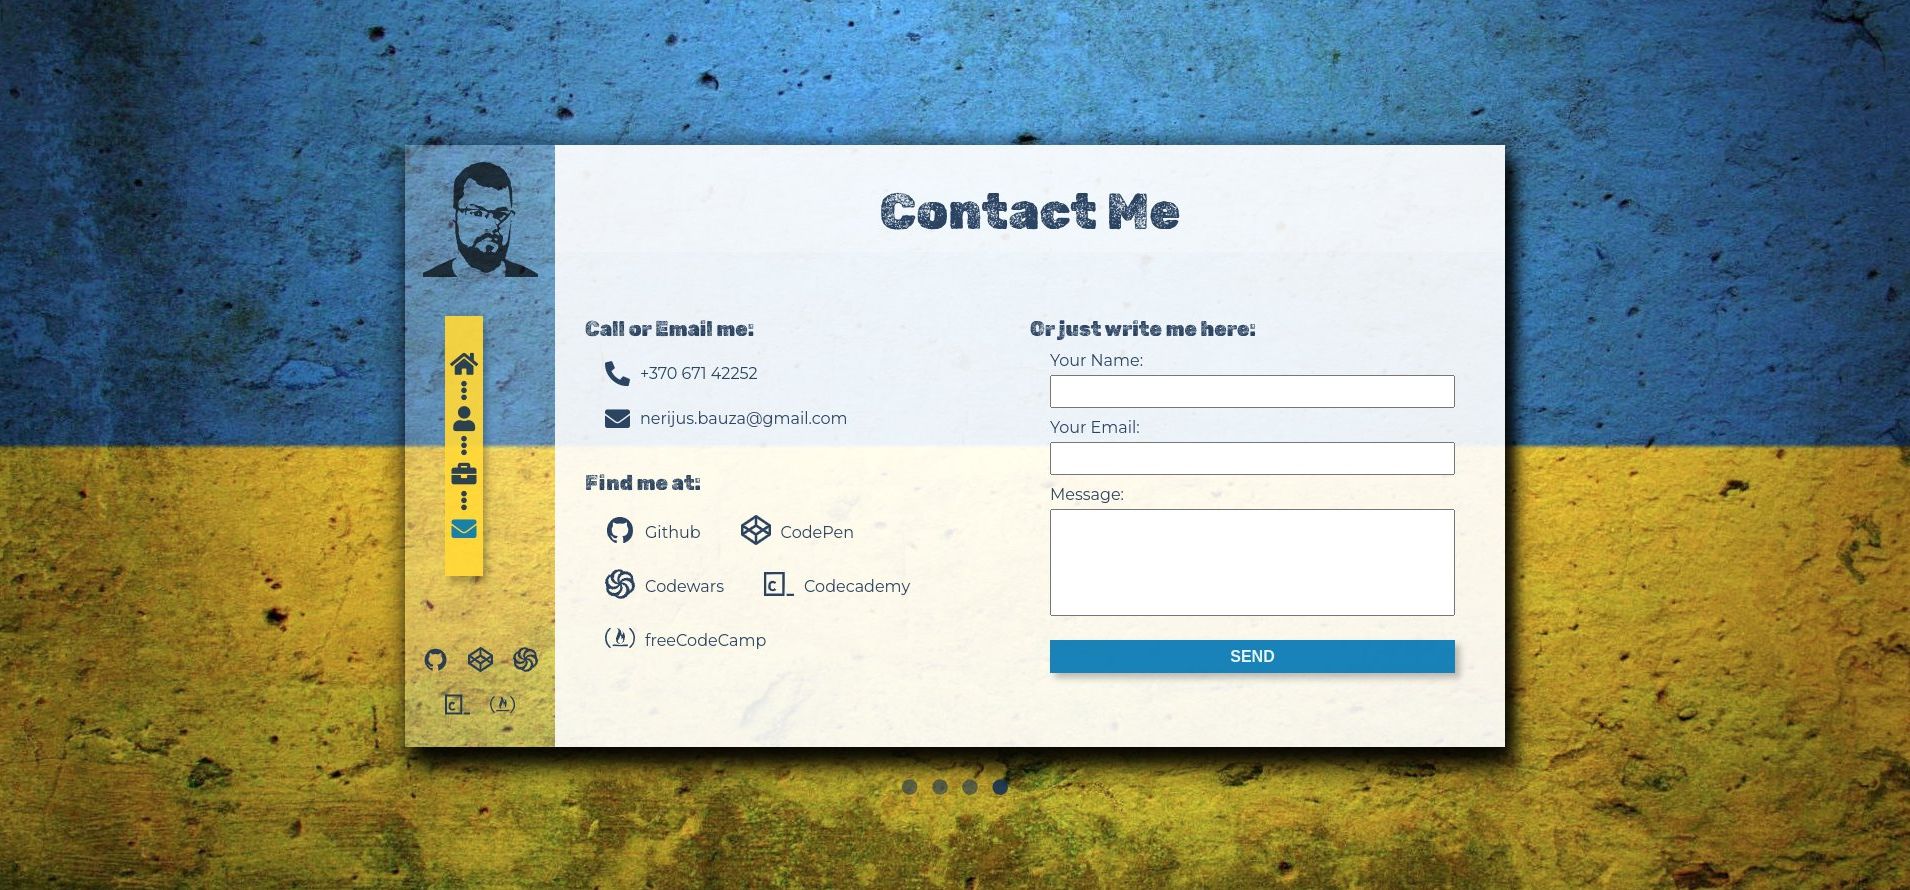 Contact Me
Call or Email me:
+370 671 42252
nerijus.bauza@gmail.com
Find me at:
Github
CodePen
Codewars
Codecademy
freeCodeCamp
Or just write me here:
Your Name:
Your Email:
Message:
SEND